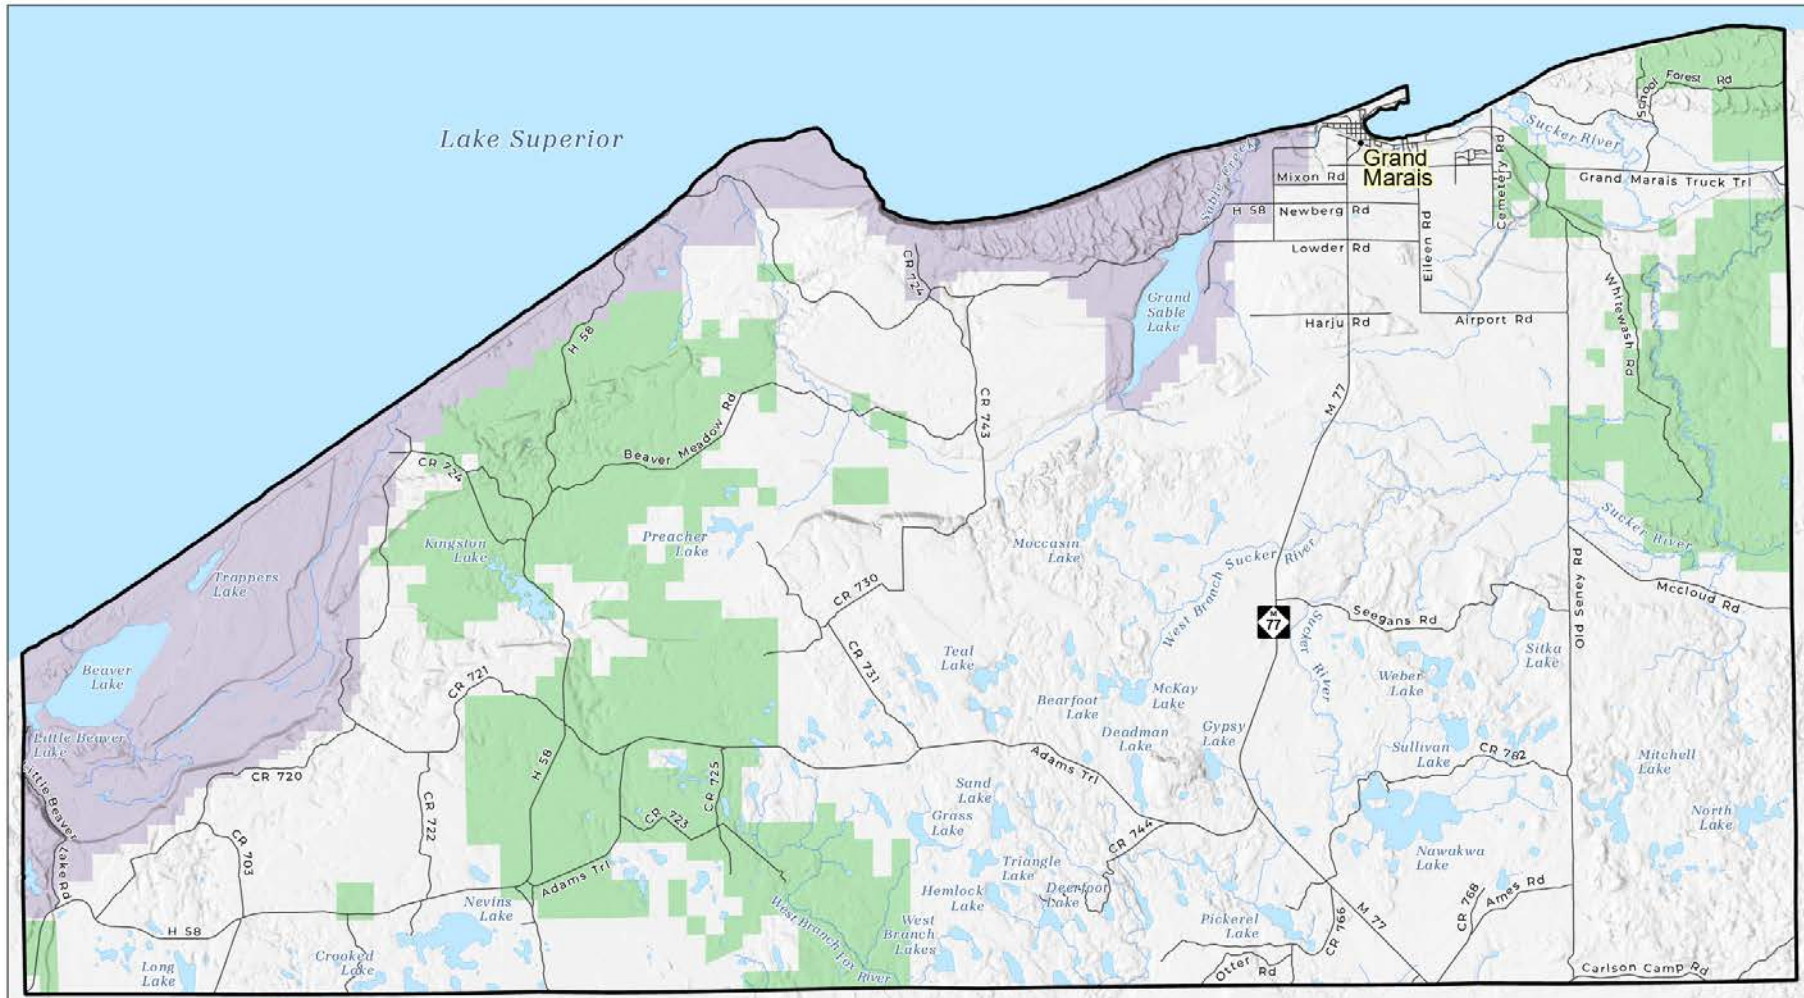 Lake Superior
School
Forest Rd
Sucker River
Sable Creek
Grand
Marais
Cemetery Rd
Mixon Rd
Grand Marais Truck Trl
H 58
Newberg Rd
Eileen Rd
Lowder Rd
CR 724
Grand
Sable
Lake
Harju Rd
Airport Rd
Whitewash Rd
H 58
CR 743
M 77
Beaver Meadow Rd
CR 724
Kingston
Lake
Preacher
Lake
Moccasin
Lake
West Branch Sucker River
Sucker River
Old Seney Rd
Mccloud Rd
Trappers
Lake
CR 730
M
77
Seegans Rd
Sucker River
Beaver
Lake
CR 721
CR 731
Teal
Lake
Sitka
Lake
Weber
Lake
Bearfoot
Lake
McKay
Lake
Deadman
Lake
Gypsy
Lake
Little Beaver
Lake
Sullivan
Lake
CR 782
Mitchell
Lake
CR 720
H 58
CR 725
Adams Trl
Little Beaver Lake Rd
CR 722
CR 723
Sand
Lake
Grass
Lake
CR 744
North
Lake
CR 703
Adams Trl
Triangle
Lake
Nawakwa
Lake
Hemlock
Lake
Deerfoot
Lake
Nevins
Lake
West Branch Fox River
West
Branch
Lakes
Pickerel
Lake
CR 766
M 77
CR 768
Arnes Rd
H 58
Crooked
Lake
Long
Lake
Otter
Rd
Carlson Camp Rd